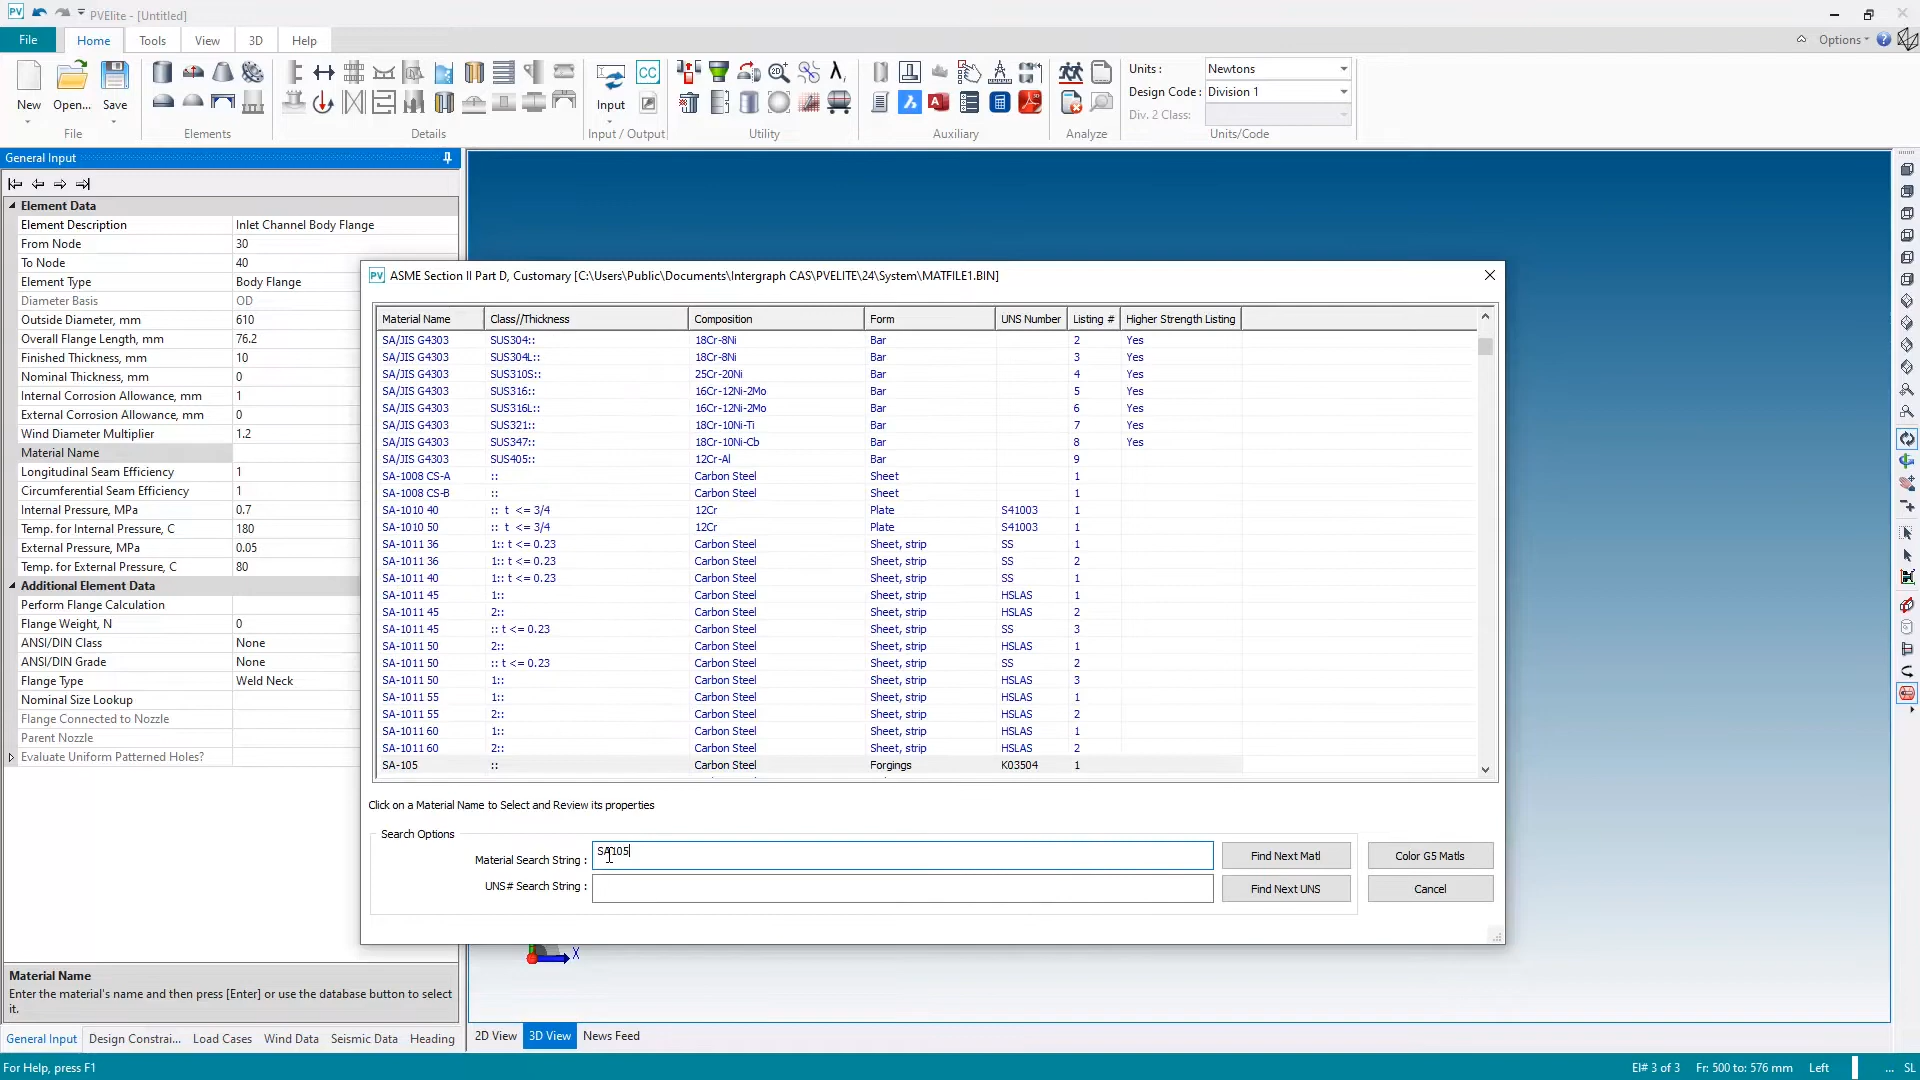 PVElite - [Untitled]
File Home Tools View 3D Help Options
New Open... Save Input
File Elements Details Input / Output Utility Auxiliary Analyze Units/Code
Units : Newtons
Design Code : Division 1
Div. 2 Class:
General Input
Element Data
Element Description Inlet Channel Body Flange
From Node 30
To Node 40
Element Type Body Flange
Diameter Basis OD
Outside Diameter, mm 610
Overall Flange Length, mm 76.2
Finished Thickness, mm 10
Nominal Thickness, mm 0
Internal Corrosion Allowance, mm 1
External Corrosion Allowance, mm 0
Wind Diameter Multiplier 1.2
Material Name
Longitudinal Seam Efficiency 1
Circumferential Seam Efficiency 1
Internal Pressure, MPa 0.7
Temp. for Internal Pressure, C 180
External Pressure, MPa 0.05
Temp. for External Pressure, C 80
Additional Element Data
Perform Flange Calculation
Flange Weight, N 0
ANSI/DIN Class None
ANSI/DIN Grade None
Flange Type Weld Neck
Nominal Size Lookup
Flange Connected to Nozzle
Parent Nozzle
Evaluate Uniform Patterned Holes?
Material Name
Enter the material's name and then press [Enter] or use the database button to select
it.
General Input Design Constrai... Load Cases Wind Data Seismic Data Heading
PV ASME Section II Part D, Customary [C:\Users\Public\Documents\Intergraph CAS\PVELITE\24\System\MATFILE1.BIN]
Material Name Class//Thickness Composition Form UNS Number Listing # Higher Strength Listing
SA/JIS G4303 SUS304:: 18Cr-8Ni Bar 2 Yes
SA/JIS G4303 SUS304L:: 18Cr-8Ni Bar 3 Yes
SA/JIS G4303 SUS310S:: 25Cr-20Ni Bar 4 Yes
SA/JIS G4303 SUS316:: 16Cr-12Ni-2Mo Bar 5 Yes
SA/JIS G4303 SUS316L:: 16Cr-12Ni-2Mo Bar 6 Yes
SA/JIS G4303 SUS321:: 18Cr-10Ni-Ti Bar 7 Yes
SA/JIS G4303 SUS347:: 18Cr-10Ni-Cb Bar 8 Yes
SA/JIS G4303 SUS405:: 12Cr-Al Bar 9
SA-1008 CS-A :: Carbon Steel Sheet 1
SA-1008 CS-B :: Carbon Steel Sheet 1
SA-1010 40 :: t <= 3/4 12Cr Plate S41003 1
SA-1010 50 :: t <= 3/4 12Cr Plate S41003 1
SA-1011 36 1:: t <= 0.23 Carbon Steel Sheet, strip SS 1
SA-1011 36 1:: t <= 0.23 Carbon Steel Sheet, strip SS 2
SA-1011 40 1:: t <= 0.23 Carbon Steel Sheet, strip SS 1
SA-1011 45 1:: Carbon Steel Sheet, strip HSLAS 1
SA-1011 45 2:: Carbon Steel Sheet, strip HSLAS 2
SA-1011 45 :: t <= 0.23 Carbon Steel Sheet, strip SS 3
SA-1011 50 2:: Carbon Steel Sheet, strip HSLAS 1
SA-1011 50 :: t <= 0.23 Carbon Steel Sheet, strip SS 2
SA-1011 50 1:: Carbon Steel Sheet, strip HSLAS 3
SA-1011 55 1:: Carbon Steel Sheet, strip HSLAS 1
SA-1011 55 2:: Carbon Steel Sheet, strip HSLAS 2
SA-1011 60 1:: Carbon Steel Sheet, strip HSLAS 1
SA-1011 60 2:: Carbon Steel Sheet, strip HSLAS 2
SA-105 :: Carbon Steel Forgings K03504 1
Click on a Material Name to Select and Review its properties
Search Options
Material Search String : SA105 Find Next Matl Color G5 Matls
UNS# Search String : Find Next UNS Cancel
X
2D View 3D View News Feed
For Help, press F1 El# 3 of 3 Fr: 500 to: 576 mm Left ... SL